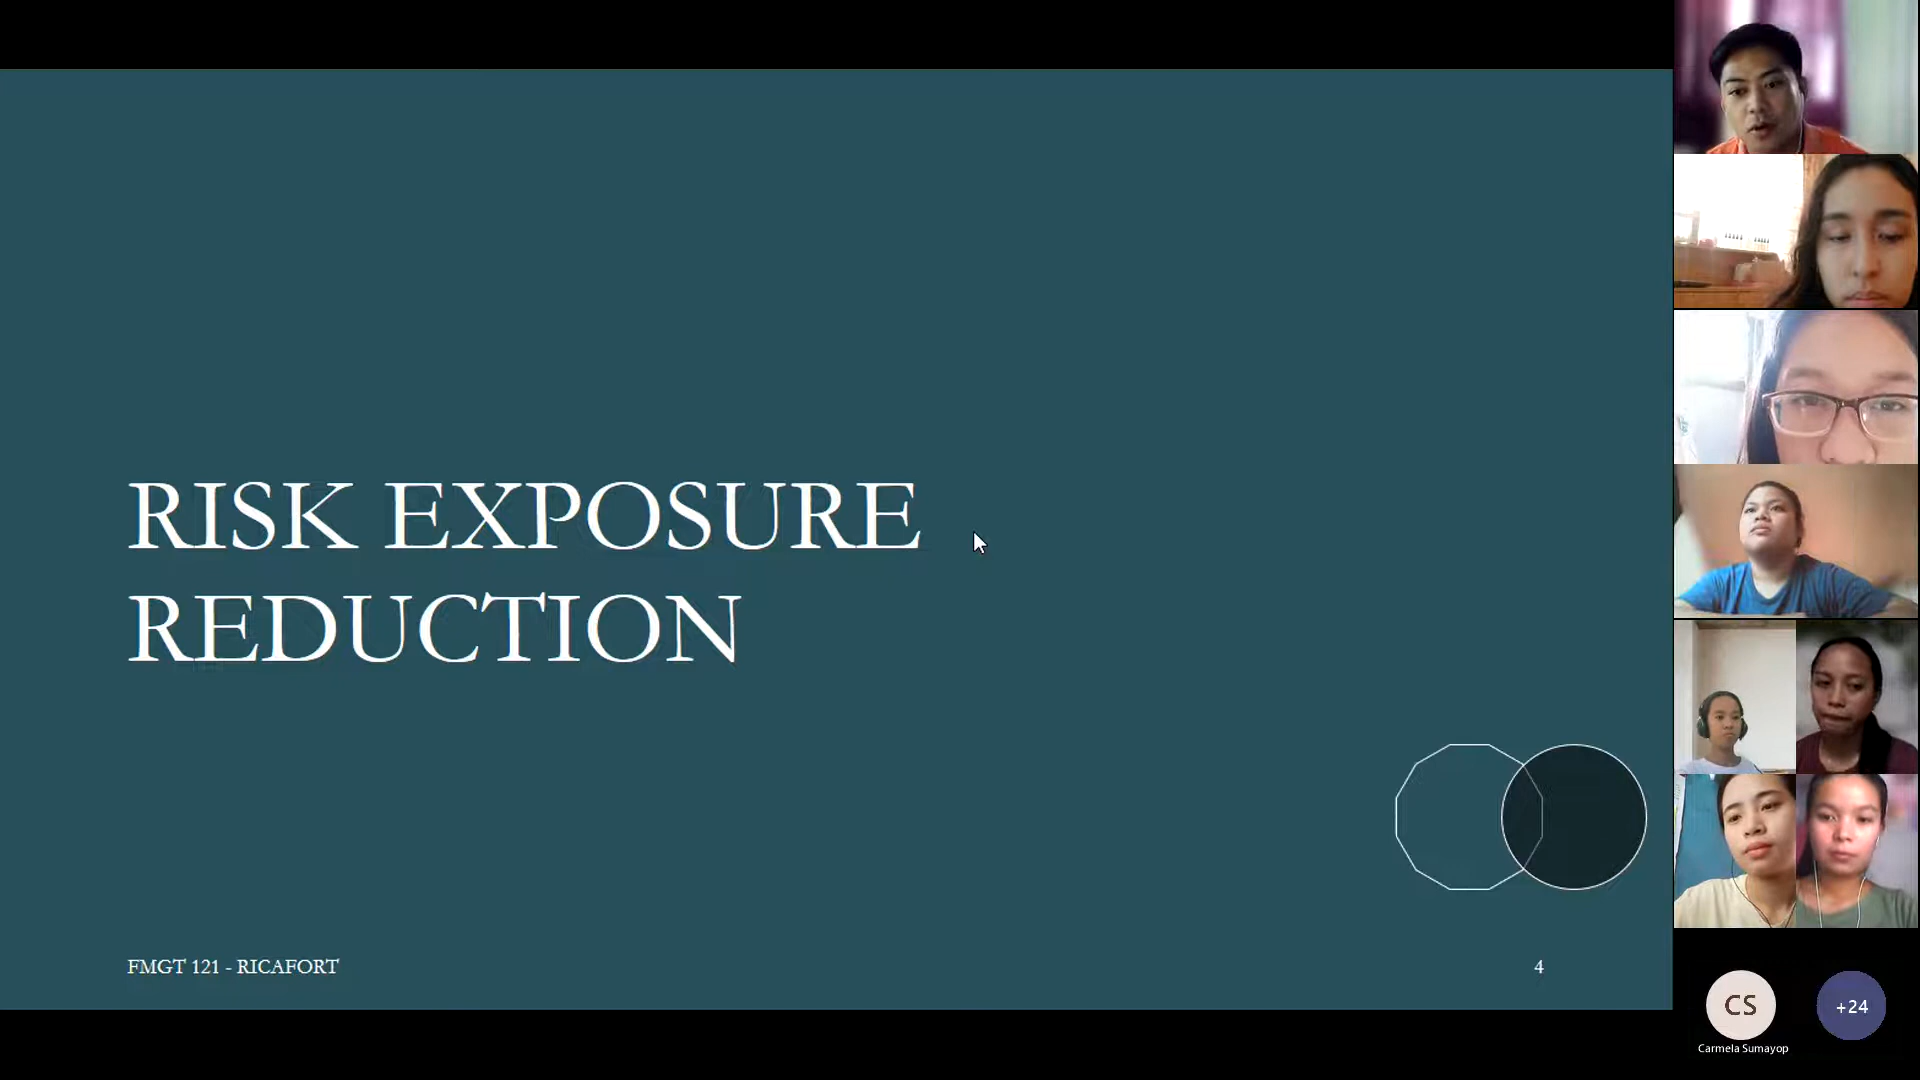 RISK EXPOSURE
REDUCTION
FMGT 121 - RICAFORT
4
CS
+24
Carmela Sumayop